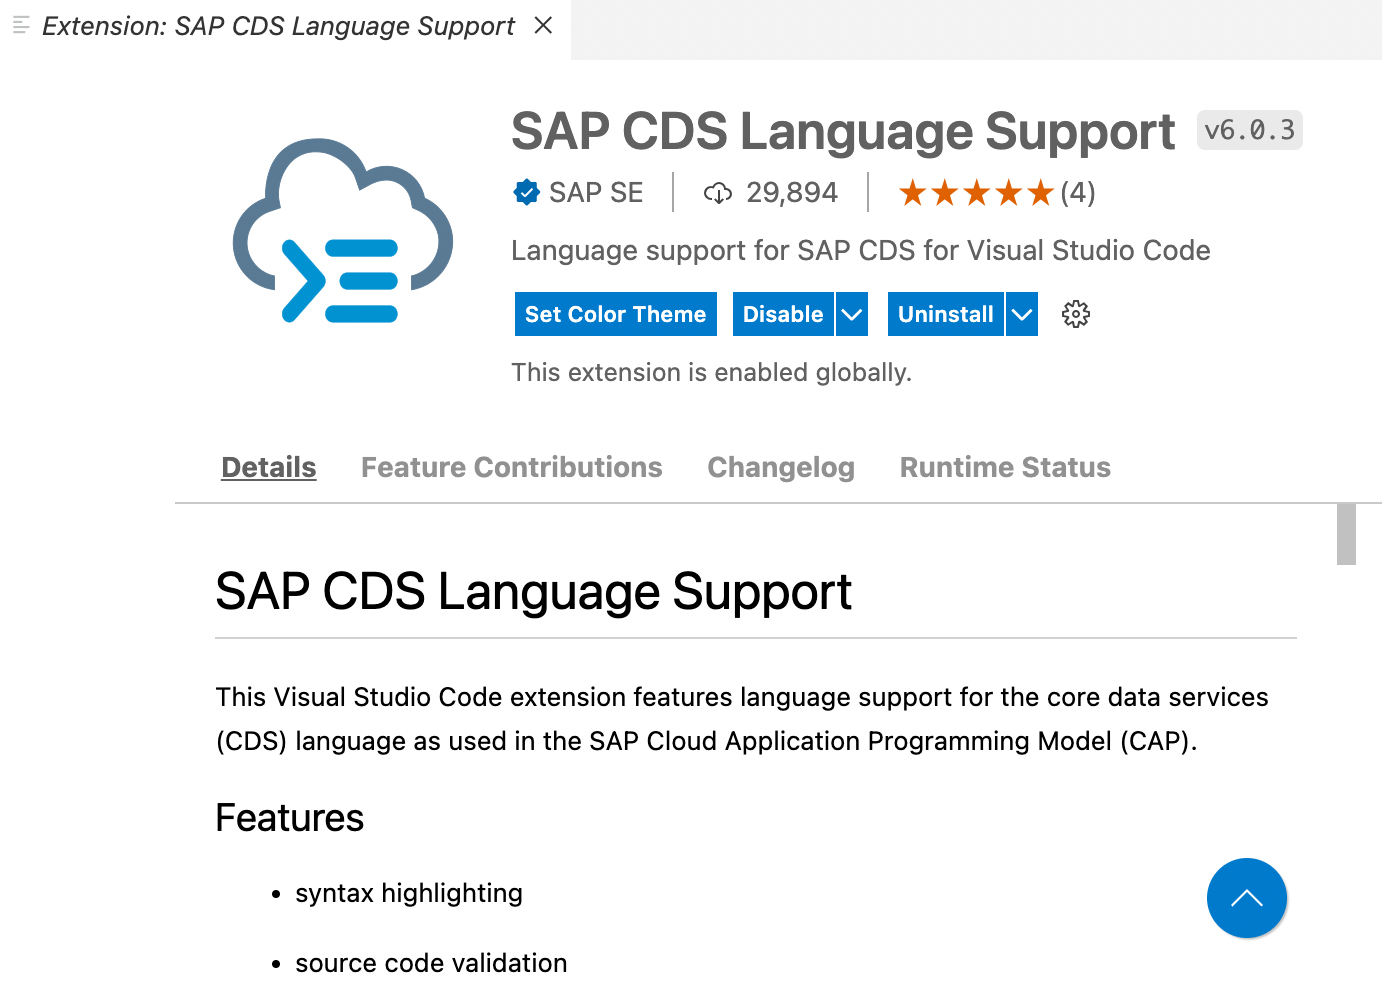 Extension: SAP CDS Language Support
SAP CDS Language Support v6.0.3
SAP SE 29,894 (4)
Language support for SAP CDS for Visual Studio Code
Set Color Theme Disable Uninstall
This extension is enabled globally.
Details Feature Contributions Changelog Runtime Status
SAP CDS Language Support
This Visual Studio Code extension features language support for the core data services
(CDS) language as used in the SAP Cloud Application Programming Model (CAP).
Features
• syntax highlighting
• source code validation